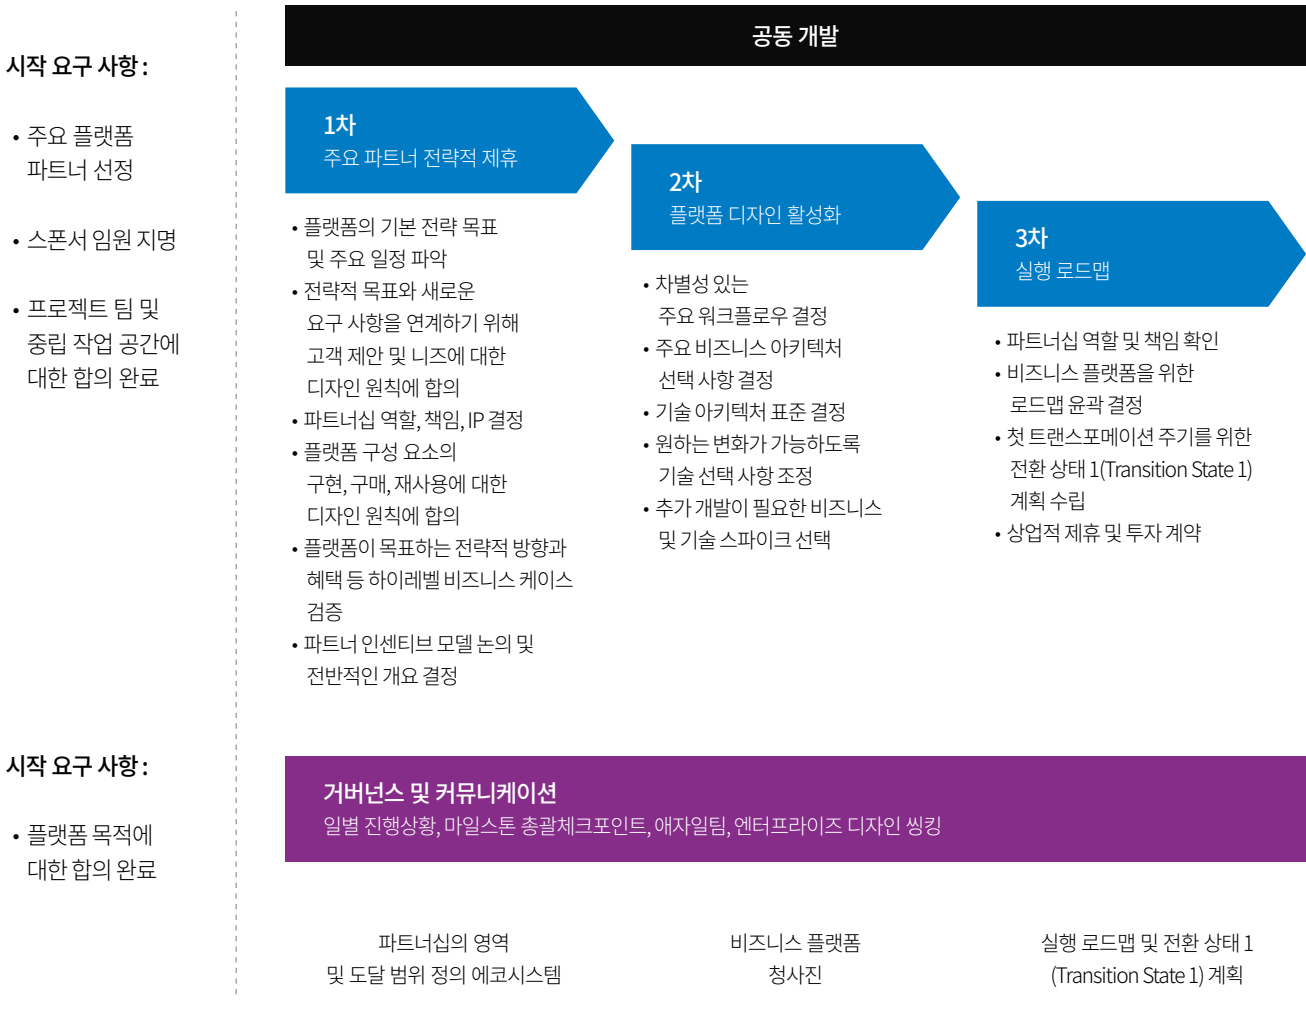 시작 요구 사항 :
• 주요 플랫폼
파트너 선정
• 스폰서 임원 지명
• 프로젝트 팀 및
중립 작업 공간에
대한 합의 완료
공동 개발
1차
주요 파트너 전략적 제휴
• 플랫폼의 기본 전략 목표
및 주요 일정 파악
• 전략적 목표와 새로운
요구 사항을 연계하기 위해
고객 제안 및 니즈에 대한
디자인 원칙에 합의
• 파트너십 역할, 책임, IP 결정
• 플랫폼 구성 요소의
구현, 구매, 재사용에 대한
디자인 원칙에 합의
• 플랫폼이 목표하는 전략적 방향과
혜택 등 하이레벨 비즈니스 케이스
검증
• 파트너 인센티브 모델 논의 및
전반적인 개요 결정
2차
플랫폼 디자인 활성화
• 차별성 있는
주요 워크플로우 결정
• 주요 비즈니스 아키텍처
선택 사항 결정
• 기술 아키텍처 표준 결정
• 원하는 변화가 가능하도록
기술 선택 사항 조정
• 추가 개발이 필요한 비즈니스
및 기술 스파이크 선택
3차
실행 로드맵
• 파트너십 역할 및 책임 확인
• 비즈니스 플랫폼을 위한
로드맵 윤곽 결정
• 첫 트랜스포메이션 주기를 위한
전환 상태 1(Transition State 1)
계획 수립
• 상업적 제휴 및 투자 계약
시작 요구 사항 :
• 플랫폼 목적에
대한 합의 완료
거버넌스 및 커뮤니케이션
일별 진행상황, 마일스톤 총괄체크포인트, 애자일팀, 엔터프라이즈 디자인 씽킹
파트너십의 영역
및 도달 범위 정의 에코시스템
비즈니스 플랫폼
청사진
실행 로드맵 및 전환 상태 1
(Transition State 1) 계획